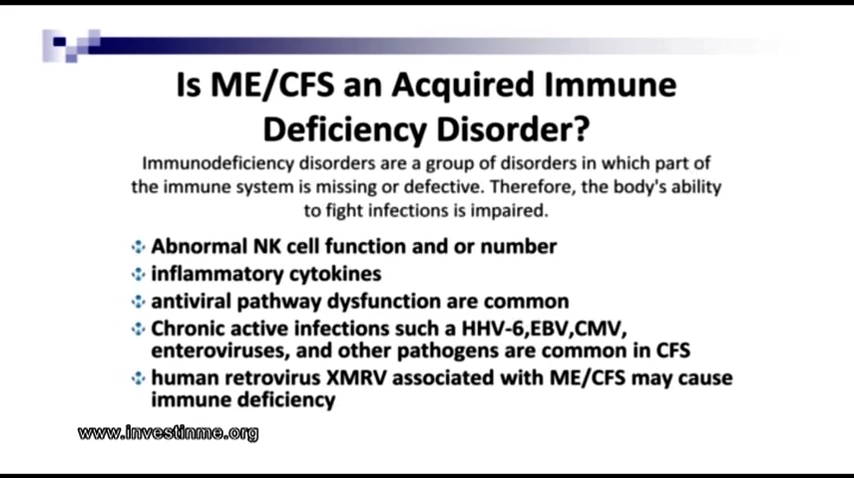 Is ME/CFS an Acquired Immune
Deficiency Disorder?
Immunodeficiency disorders are a group of disorders in which part of
the immune system is missing or defective. Therefore, the body's ability
to fight infections is impaired.
Abnormal NK cell function and or number
inflammatory cytokines
antiviral pathway dysfunction are common
Chronic active infections such a HHV-6,EBV,CMV,
enteroviruses, and other pathogens are common in CFS
human retrovirus XMRV associated with ME/CFS may cause
immune deficiency
www.investinme.org